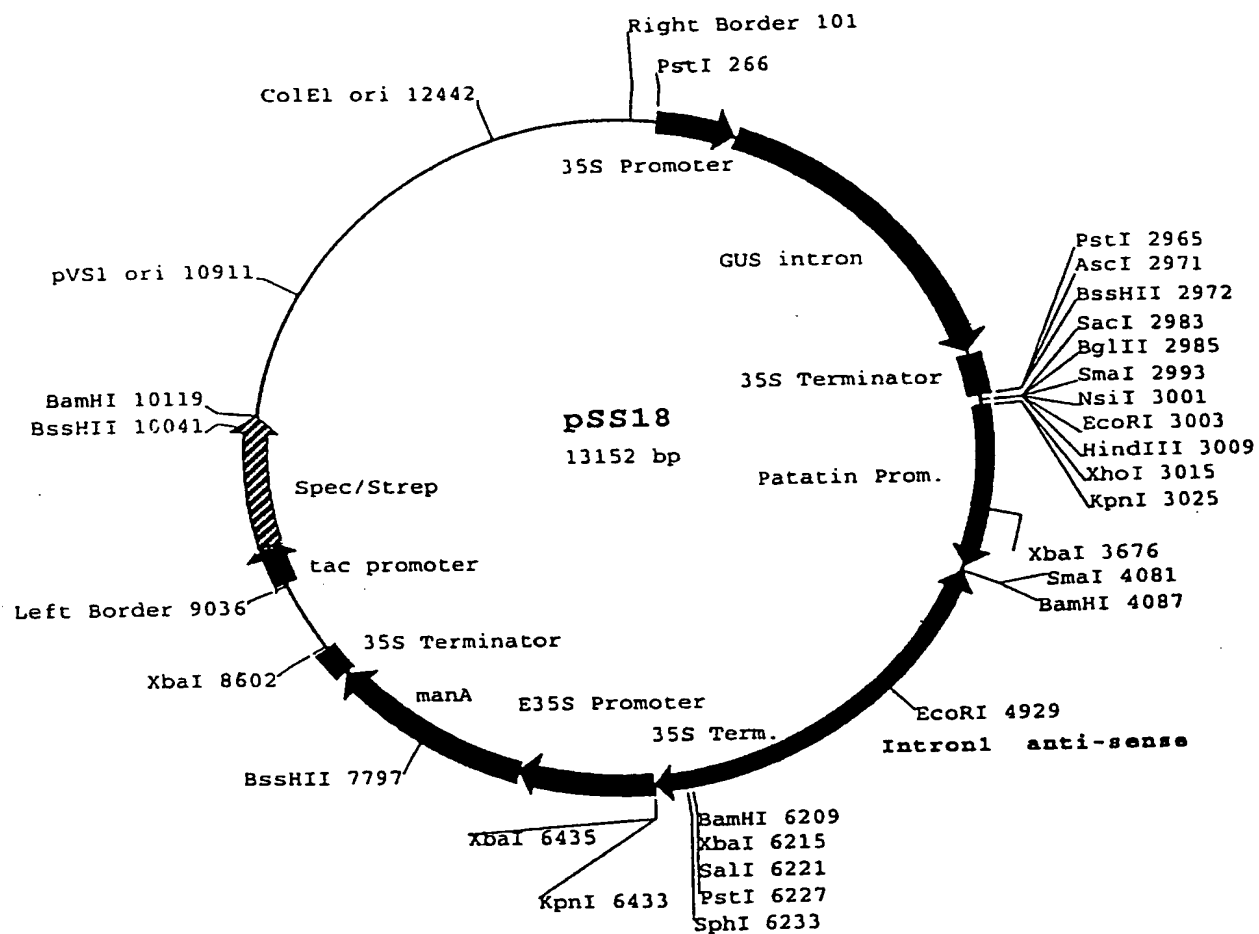 Right Border 101
PstI 266
ColE1 ori 12442
35S Promoter
GUS intron
PstI 2965
AscI 2971
BssHII 2972
SacI 2983
BglII 2985
SmaI 2993
NsiI 3001
EcoRI 3003
HindIII 3009
XhoI 3015
KpnI 3025
35S Terminator
pVS1 ori 10911
BamHI 10119
BssHII 10041
pSS18
13152 bp
Patatin Prom.
Spec/Strep
XbaI 3676
SmaI 4081
BamHI 4087
tac promoter
Left Border 9036
35S Terminator
XbaI 8602
manA
E35S Promoter
35S Term.
EcoRI 4929
Intron1 anti-sense
BssHII 7797
XbaI 6435
KpnI 6433
BamHI 6209
XbaI 6215
SalI 6221
PstI 6227
SphI 6233